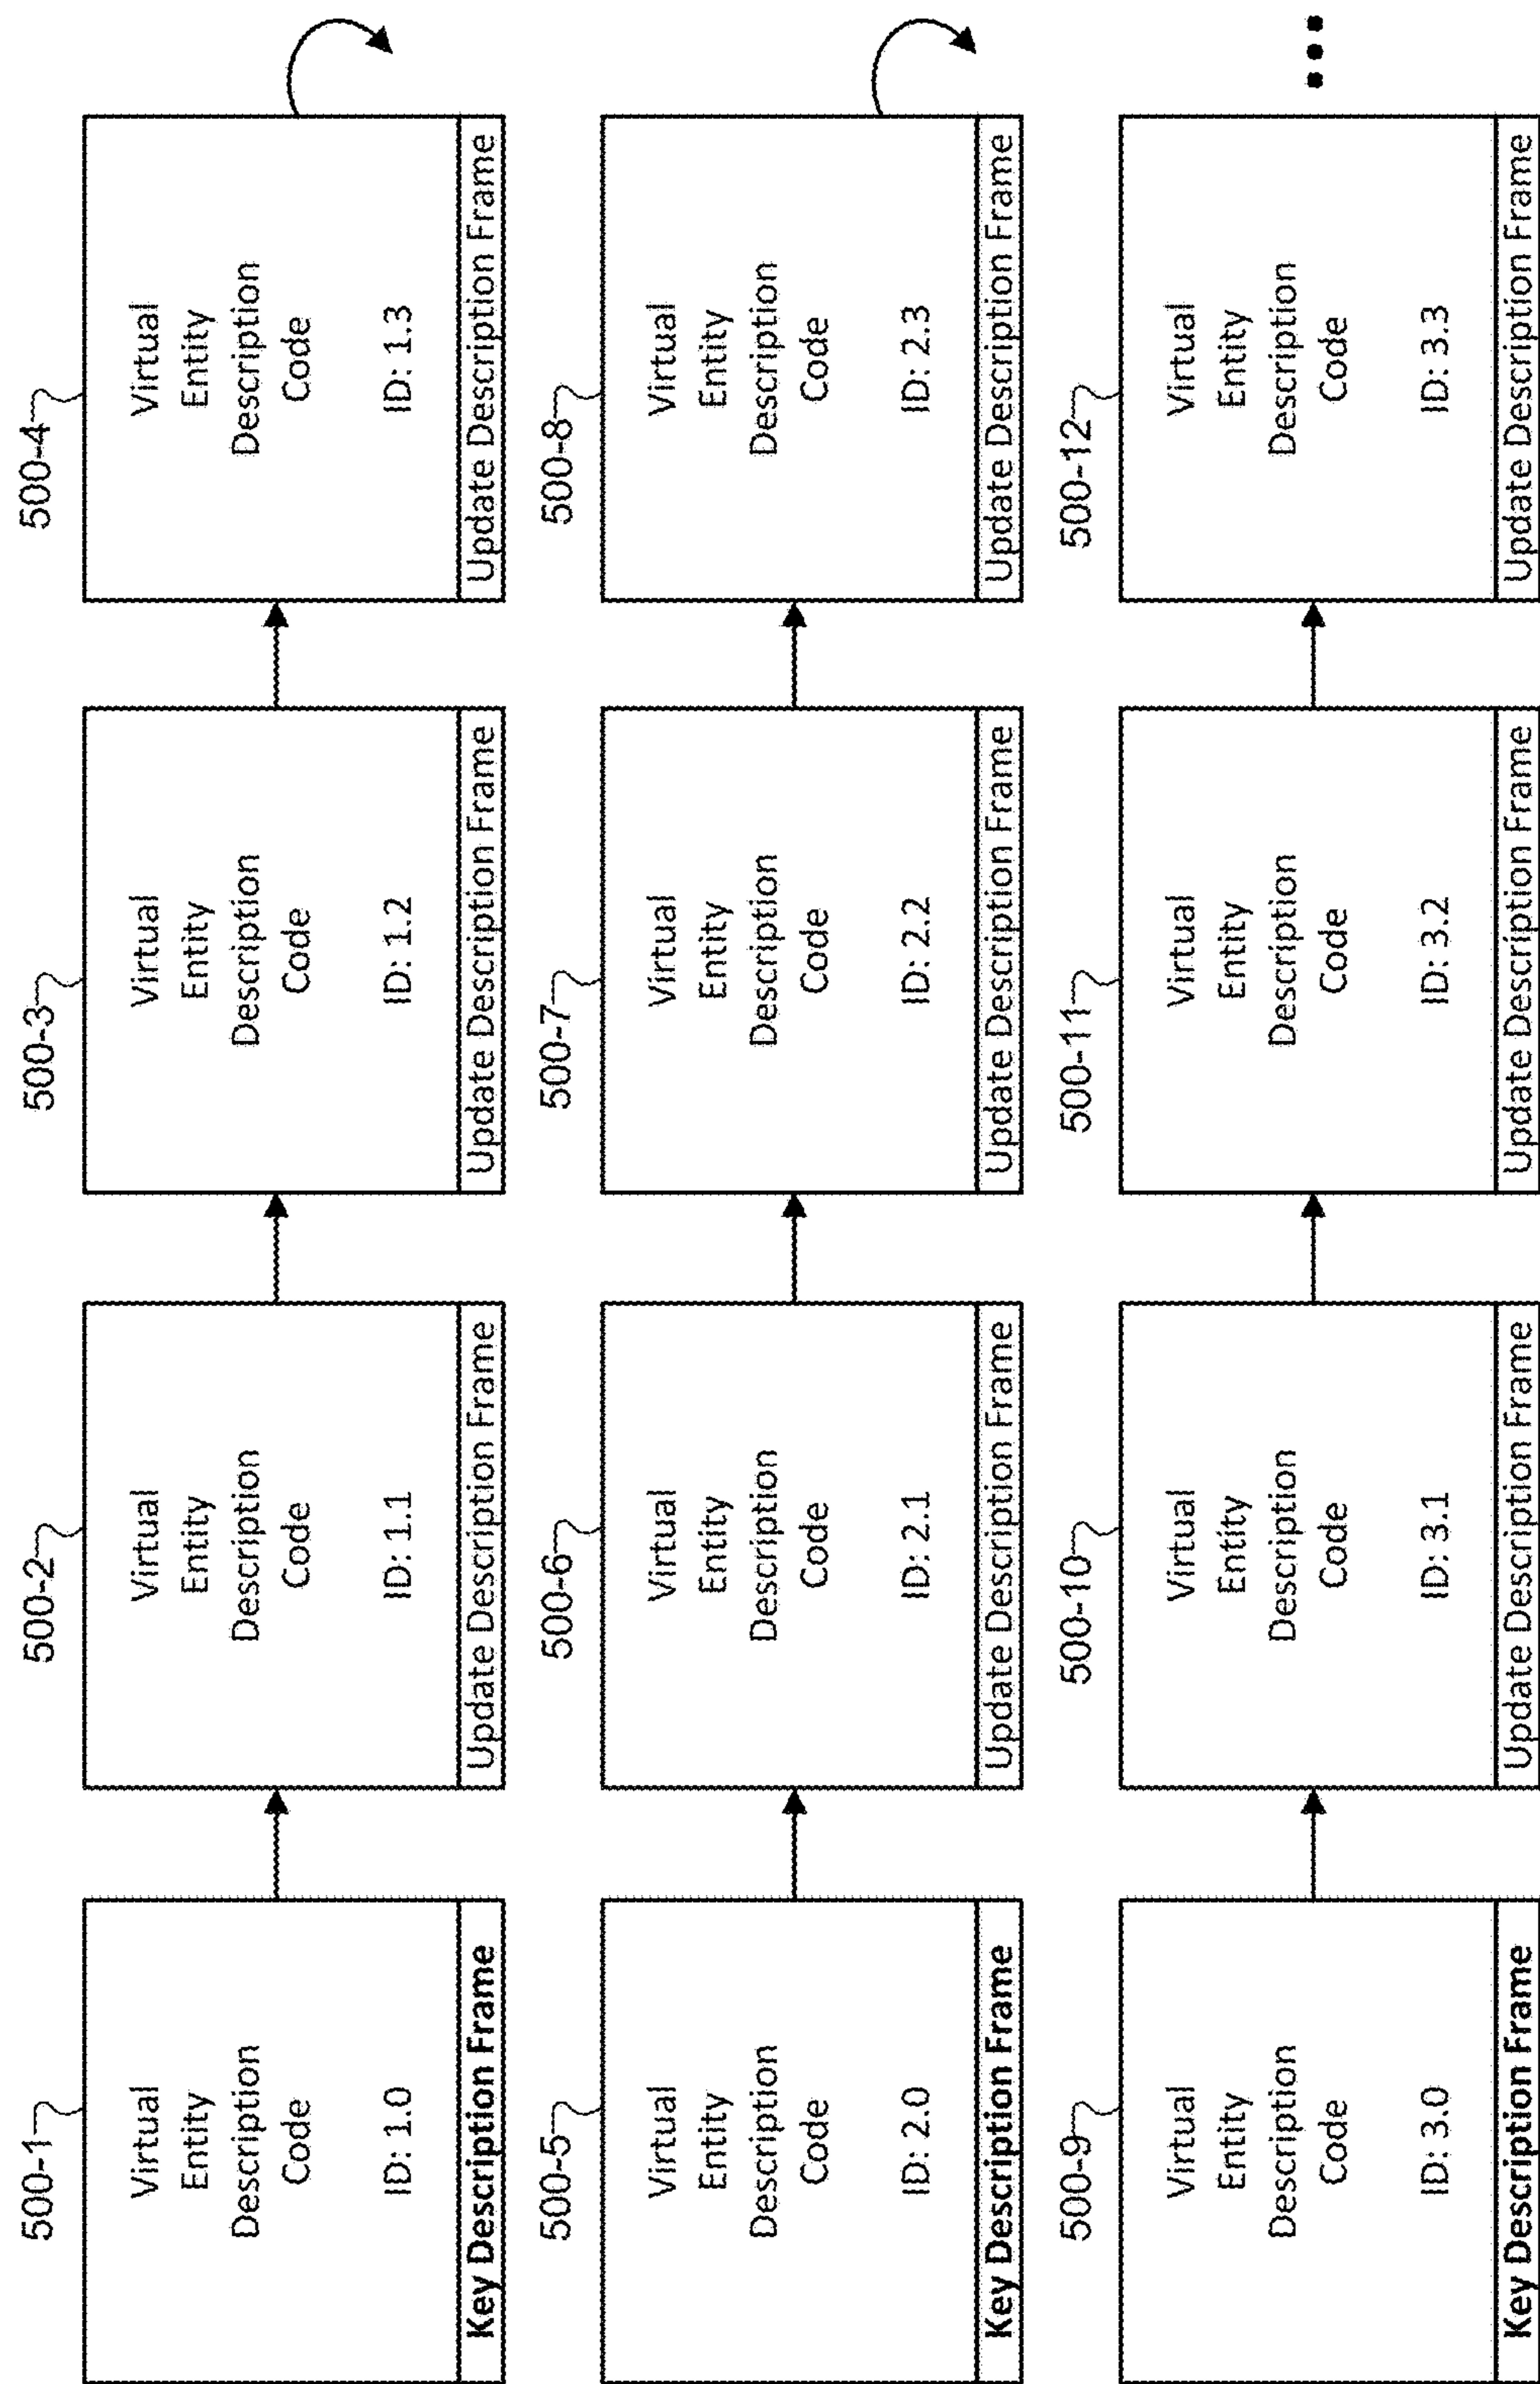 500-1
Virtual
Entity
Description
Code
ID: 1.0
Key Description Frame
500-2
Virtual
Entity
Description
Code
ID: 1.1
Update Description Frame
500-3
Virtual
Entity
Description
Code
ID: 1.2
Update Description Frame
500-4
Virtual
Entity
Description
Code
ID: 1.3
Update Description Frame
500-5
Virtual
Entity
Description
Code
ID: 2.0
Key Description Frame
500-6
Virtual
Entity
Description
Code
ID: 2.1
Update Description Frame
500-7
Virtual
Entity
Description
Code
ID: 2.2
Update Description Frame
500-8
Virtual
Entity
Description
Code
ID: 2.3
Update Description Frame
500-9
Virtual
Entity
Description
Code
ID: 3.0
Key Description Frame
500-10
Virtual
Entity
Description
Code
ID: 3.1
Update Description Frame
500-11
Virtual
Entity
Description
Code
ID: 3.2
Update Description Frame
500-12
Virtual
Entity
Description
Code
ID: 3.3
Update Description Frame